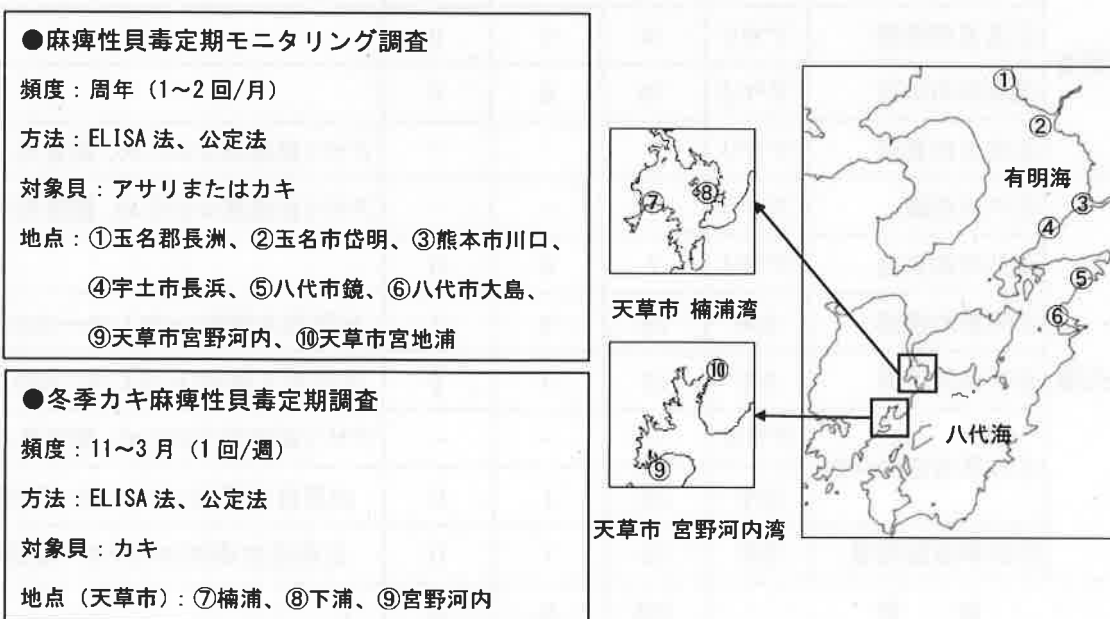 ●麻痺性貝毒定期モニタリング調査
頻度：周年（1～2回/月）
方法：ELISA法、公定法
対象貝：アサリまたはカキ
地点：①玉名郡長洲、②玉名市岱明、③熊本市川口、
④宇土市長浜、⑤八代市鏡、⑥八代市大島、
⑨天草市宮野河内、⑩天草市宮地浦
●冬季カキ麻痺性貝毒定期調査
頻度：11～3月（1回/週）
方法：ELISA法、公定法
対象貝：カキ
地点（天草市）：⑦楠浦、⑧下浦、⑨宮野河内
⑦
⑧
天草市 楠浦湾
⑩
⑨
天草市 宮野河内湾
①
②
有明海
③
④
⑤
⑥
八代海